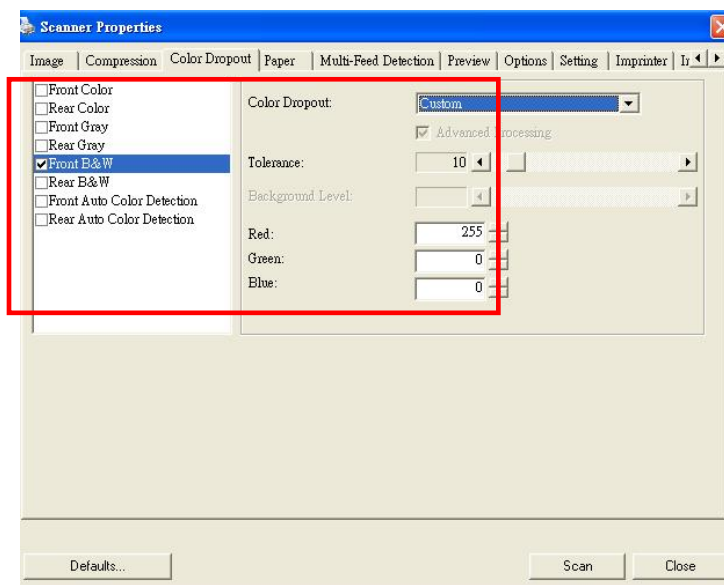 Scanner Properties
Image Compression Color Dropout Paper Multi-Feed Detection Preview Options Setting Imprinter
Front Color
Rear Color
Front Gray
Rear Gray
Front B&W
Rear B&W
Front Auto Color Detection
Rear Auto Color Detection
Color Dropout: Custom
Advanced Processing
Tolerance: 10
Background Level:
Red: 255
Green: 0
Blue: 0
Defaults... Scan Close